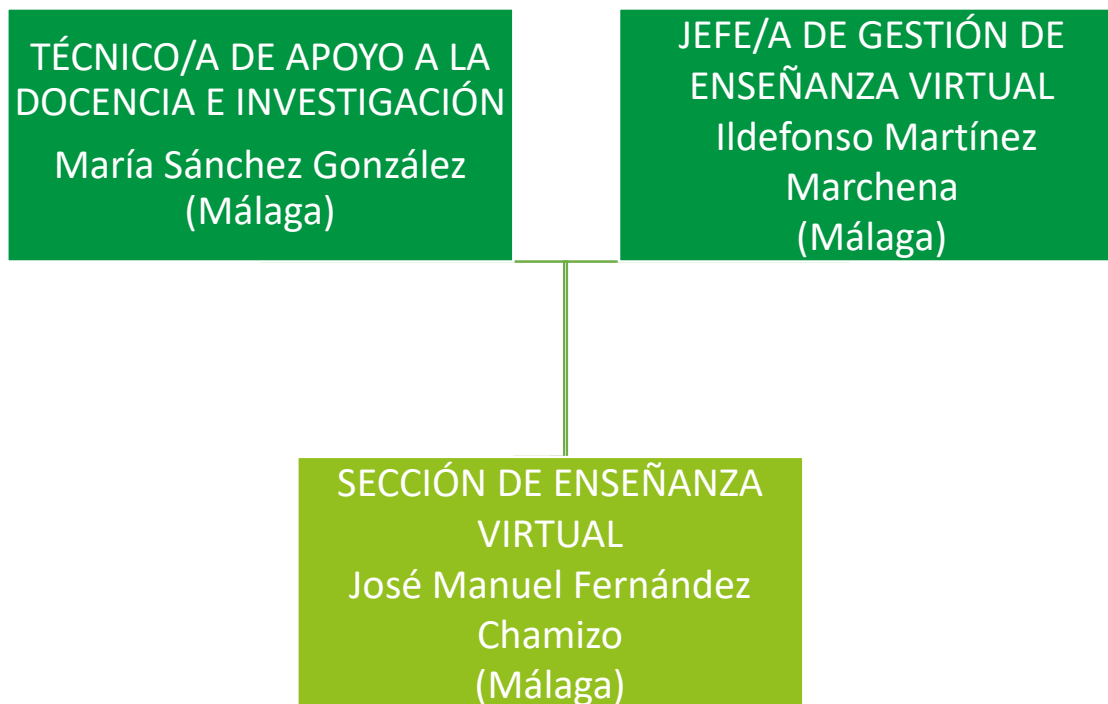 TÉCNICO/A DE APOYO A LA
DOCENCIA E INVESTIGACIÓN
María Sánchez González
(Málaga)
JEFE/A DE GESTIÓN DE
ENSEÑANZA VIRTUAL
Ildefonso Martínez
Marchena
(Málaga)
SECCIÓN DE ENSEÑANZA
VIRTUAL
José Manuel Fernández
Chamizo
(Málaga)